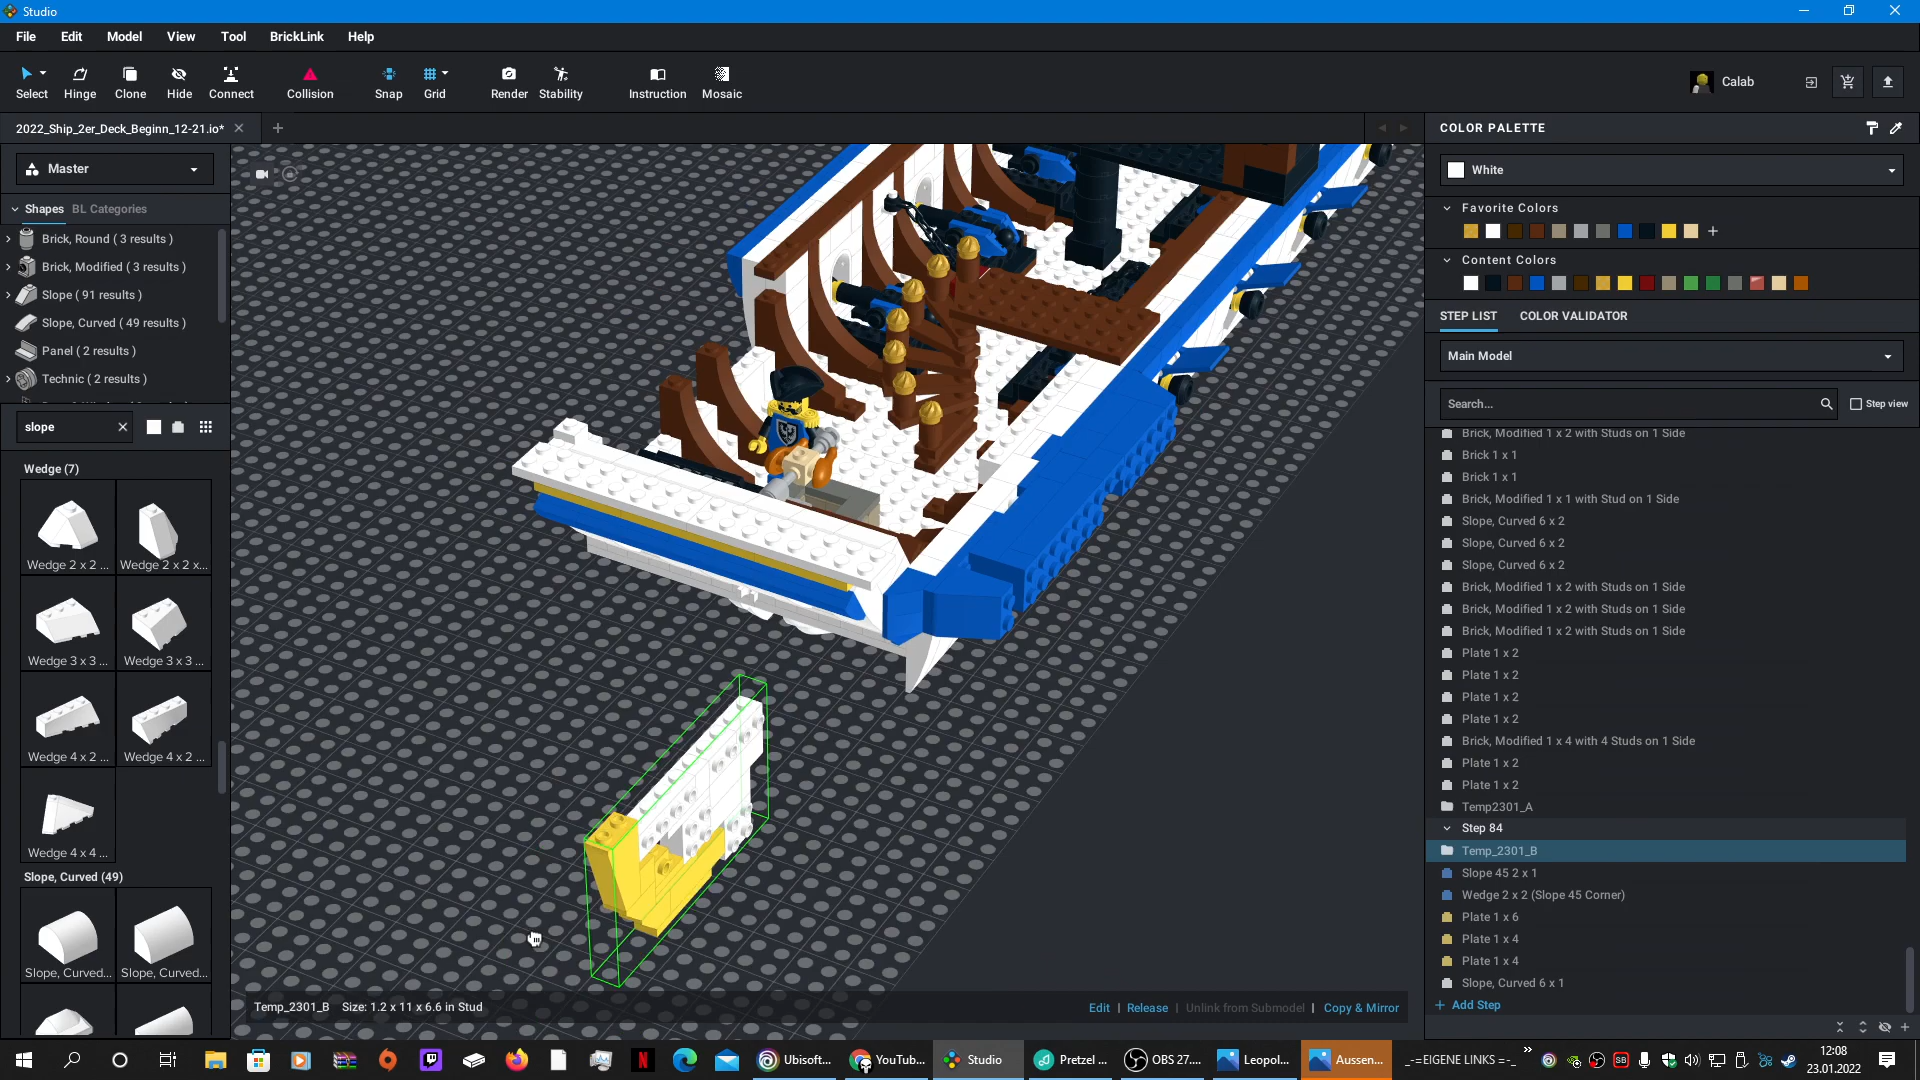 Studio
File Edit Model View Tool BrickLink Help
Select Hinge Clone Hide Connect Collision Snap Grid Render Stability Instruction Mosaic
Calab
2022_Ship_2er_Deck_Beginn_12-21.io*
Master
Shapes BL Categories
Brick, Round ( 3 results )
Brick, Modified ( 3 results )
Slope ( 91 results )
Slope, Curved ( 49 results )
Panel ( 2 results )
Technic ( 2 results )
slope
Wedge (7)
Wedge 2 x 2 ... Wedge 2 x 2 x...
Wedge 3 x 3 ... Wedge 3 x 3 ...
Wedge 4 x 2 ... Wedge 4 x 2 ...
Wedge 4 x 4 ...
Slope, Curved (49)
Slope, Curved... Slope, Curved...
Temp_2301_B Size: 1.2 x 11 x 6.6 in Stud
Edit | Release | Unlink from Submodel | Copy & Mirror
COLOR PALETTE
White
Favorite Colors
Content Colors
STEP LIST COLOR VALIDATOR
Main Model
Search... Step view
Brick, Modified 1 x 2 with Studs on 1 Side
Brick 1 x 1
Brick 1 x 1
Brick, Modified 1 x 1 with Stud on 1 Side
Slope, Curved 6 x 2
Slope, Curved 6 x 2
Slope, Curved 6 x 2
Brick, Modified 1 x 2 with Studs on 1 Side
Brick, Modified 1 x 2 with Studs on 1 Side
Brick, Modified 1 x 2 with Studs on 1 Side
Plate 1 x 2
Plate 1 x 2
Plate 1 x 2
Plate 1 x 2
Brick, Modified 1 x 4 with 4 Studs on 1 Side
Plate 1 x 2
Plate 1 x 2
Temp2301_A
Step 84
Temp_2301_B
Slope 45 2 x 1
Wedge 2 x 2 (Slope 45 Corner)
Plate 1 x 6
Plate 1 x 4
Plate 1 x 4
Slope, Curved 6 x 1
+ Add Step
Ubisoft... YouTub... Studio Pretzel ... OBS 27.... Leopol... Aussen... _-=EIGENE LINKS =-_ »
SB
12:08
23.01.2022